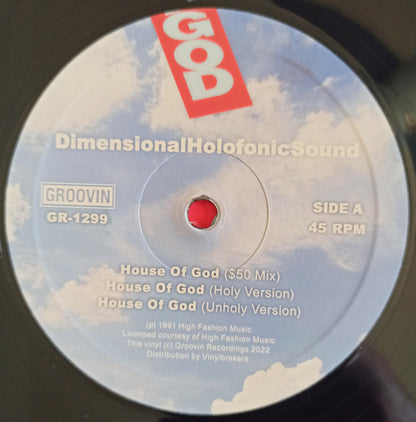 GOD
DimensionalHolofonicSound
GROOVIN
GR-1299
SIDE A
45 RPM
House Of God ($50 Mix)
House Of God (Holy Version)
House Of God (Unholy Version)
(p) 1991 High Fashion Music
Licensed courtesy of High Fashion Music
This vinyl (c) Groovin Recordings 2022
Distribution by Vinylbrokers